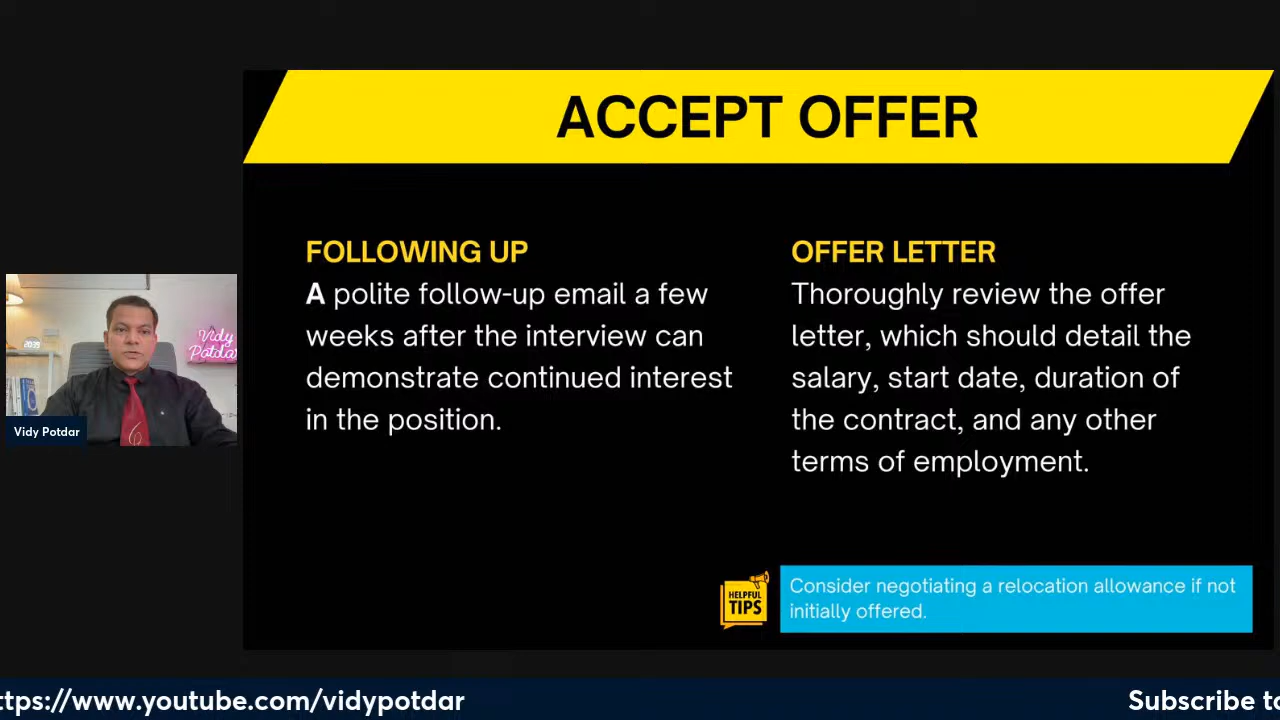 ACCEPT OFFER
FOLLOWING UP
A polite follow-up email a few
weeks after the interview can
demonstrate continued interest
in the position.
OFFER LETTER
Thoroughly review the offer
letter, which should detail the
salary, start date, duration of
the contract, and any other
terms of employment.
Vidy
Potdar
Vidy Potdar
HELPFUL
TIPS
Consider negotiating a relocation allowance if not
initially offered.
ttps://www.youtube.com/vidypotdar
Subscribe to